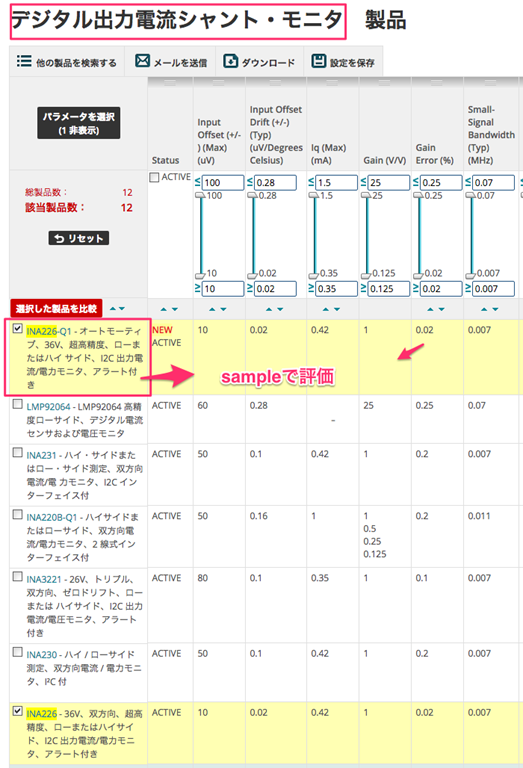 デジタル出力電流シャント・モニタ 製品
他の製品を検索する メールを送信 ダウンロード 設定を保存
パラメータを選択
(1 非表示)
総製品数： 12
該当製品数： 12
リセット
Status
Input
Offset (+/-
) (Max)
(uV)
Input Offset
Drift (+/-)
(Typ)
(uV/Degrees
Celsius)
Iq (Max)
(mA)
Gain (V/V)
Gain
Error (%)
Small-
Signal
Bandwidth
(Typ)
(MHz)
ACTIVE
≤ 100 ≤ 0.28 ≤ 1.5 ≤ 25 ≤ 0.25 ≤ 0.07
100 0.28 1.5 25 0.25 0.07
10 0.02 0.35 0.125 0.02 0.007
≥ 10 ≥ 0.02 ≥ 0.35 ≥ 0.125 ≥ 0.02 ≥ 0.007
選択した製品を比較
INA226-Q1 - オートモーティ
ブ、36V、超高精度、ローま
たはハイ サイド、I2C 出力電
流/電力モニタ、アラート付
き
NEW
ACTIVE
10 0.02 0.42 1 0.02 0.007
sampleで評価
LMP92064 - LMP92064 高精
度ローサイド、デジタル電流
センサおよび電圧モニタ
ACTIVE 60 0.28 - 25 0.25 0.07
INA231 - ハイ・サイドまた
はロー・サイド測定、双方向
電流/電 力モニタ、I2C イン
ターフェイス付
ACTIVE 50 0.1 0.42 1 0.2 0.007
INA220B-Q1 - ハイサイドま
たはローサイド、双方向電
流/電力モニタ、2 線式イン
ターフェイス付
ACTIVE 50 0.16 1 1 0.2 0.011
0.5
0.25
0.125
INA3221 - 26V、トリプル、
双方向、ゼロドリフト、ロー
または ハイサイド、I2C 出力
電流/電圧モニタ、アラート
付き
ACTIVE 80 0.1 0.35 1 0.1 0.007
INA230 - ハイ / ローサイド
測定、双方向電流 / 電力モニ
タ、I²C 付
ACTIVE 50 0.1 0.42 1 0.2 0.007
INA226 - 36V、双方向、超高
精度、ローまたはハイサイ
ド、I2C 出力電流/電力モニ
タ、アラート付き
ACTIVE 10 0.02 0.42 1 0.02 0.007